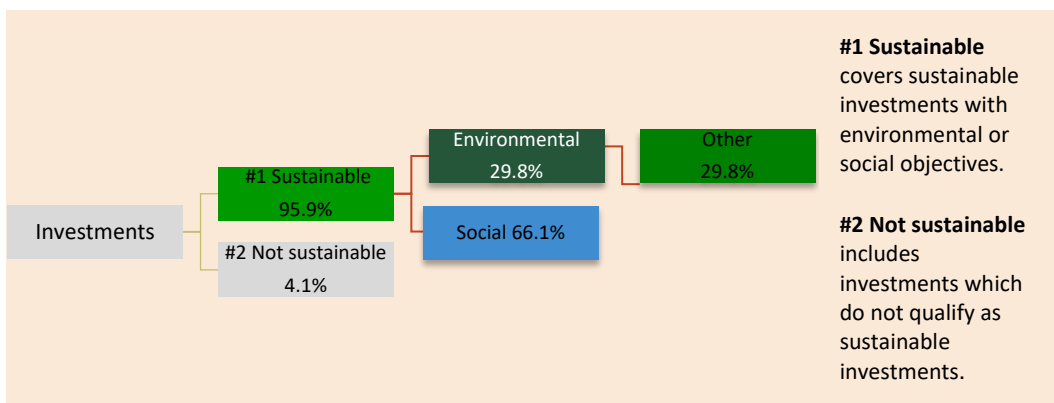 Investments
#1 Sustainable
95.9%
#2 Not sustainable
4.1%
Environmental
29.8%
Social 66.1%
Other
29.8%
#1 Sustainable
covers sustainable
investments with
environmental or
social objectives.
#2 Not sustainable
includes
investments which
do not qualify as
sustainable
investments.